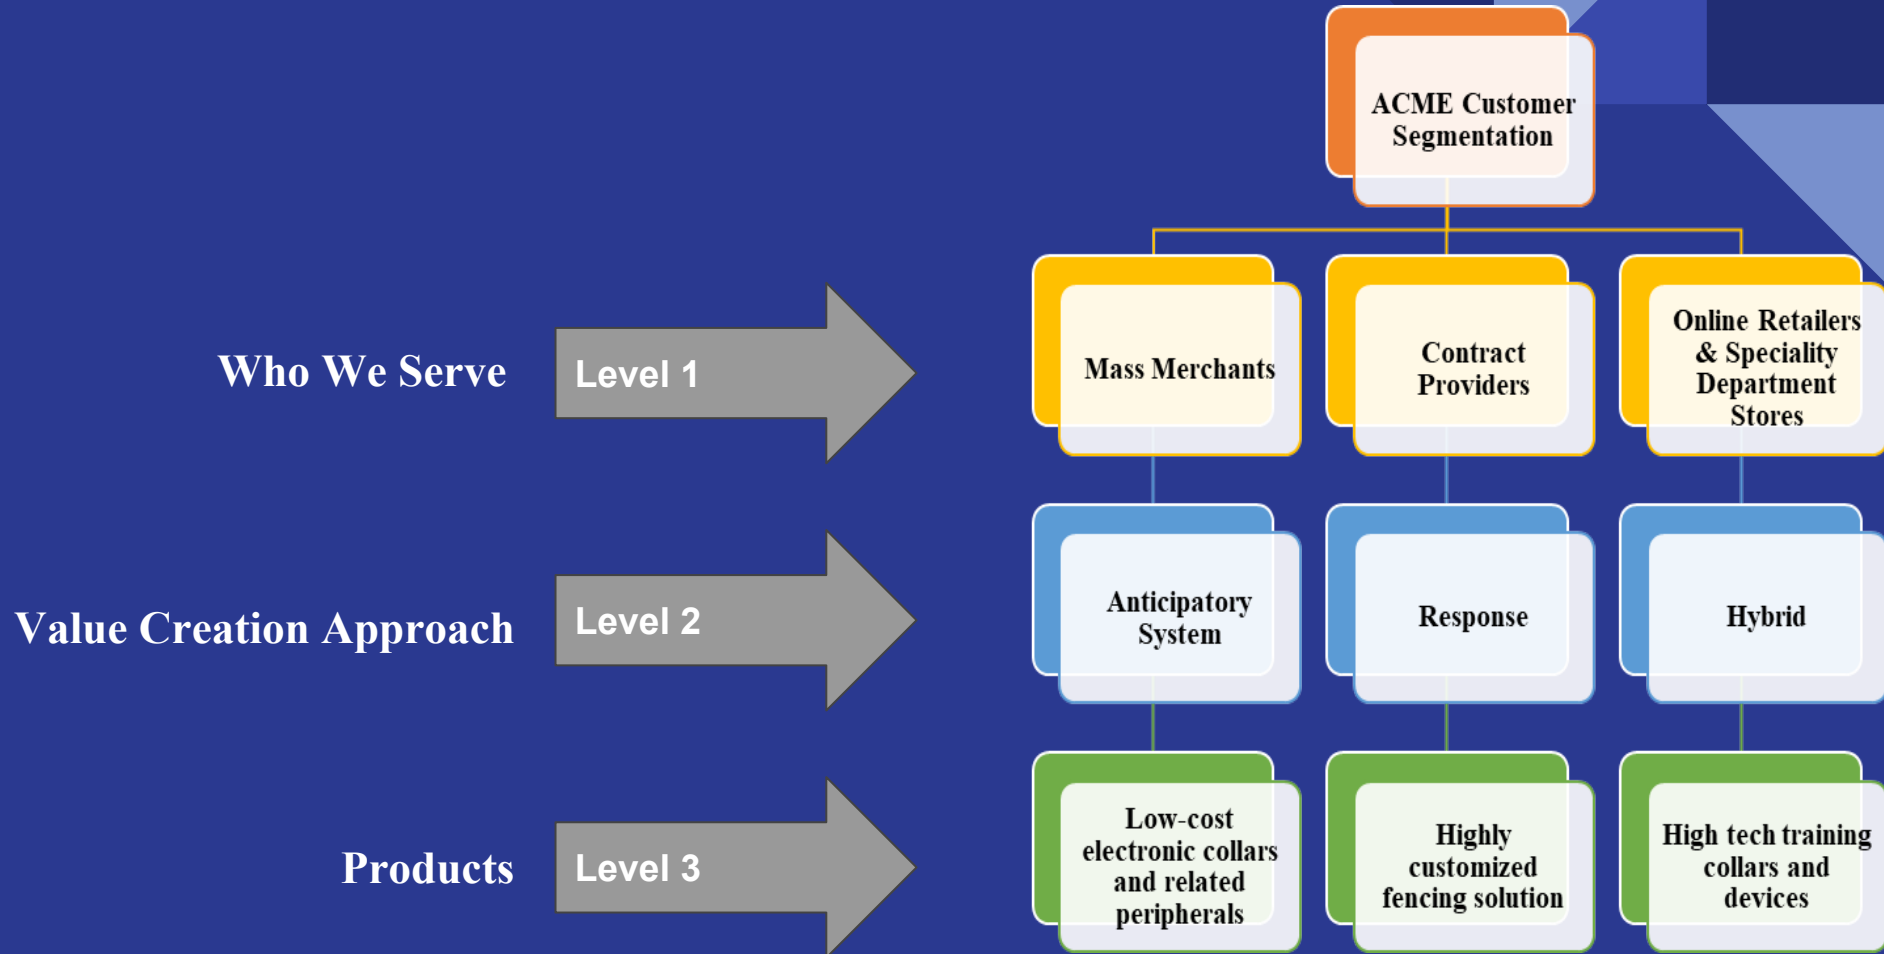 ACME Customer
Segmentation
Who We Serve
Level 1
Mass Merchants
Contract
Providers
Online Retailers
& Speciality
Department
Stores
Value Creation Approach
Level 2
Anticipatory
System
Response
Hybrid
Products
Level 3
Low-cost
electronic collars
and related
peripherals
Highly
customized
fencing solution
High tech training
collars and
devices